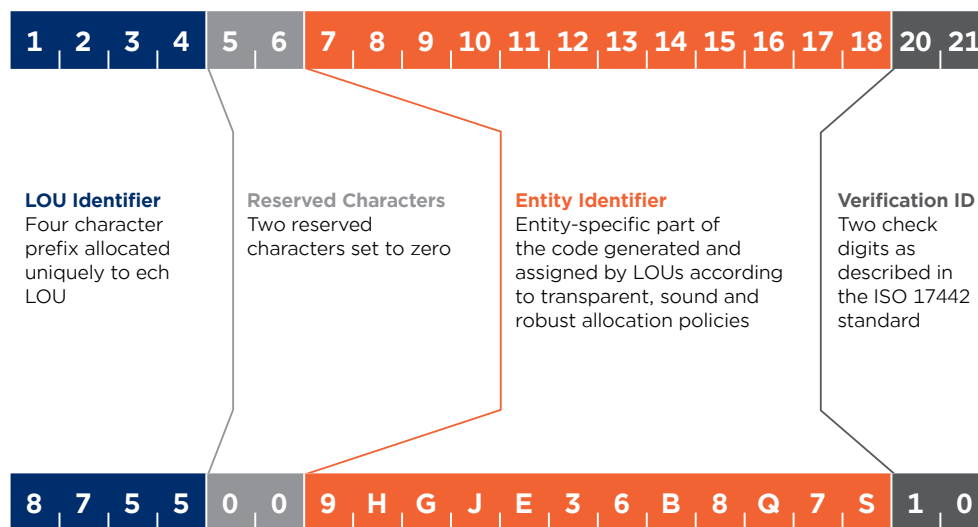 1 2 3 4 5 6 7 8 9 10 11 12 13 14 15 16 17 18 20 21
LOU Identifier
Four character
prefix allocated
uniquely to ech
LOU
Reserved Characters
Two reserved
characters set to zero
Entity Identifier
Entity-specific part of
the code generated and
assigned by LOUs according
to transparent, sound and
robust allocation policies
Verification ID
Two check
digits as
described in
the ISO 17442
standard
8 7 5 5 0 0 9 H G J E 3 6 B 8 Q 7 S 1 0